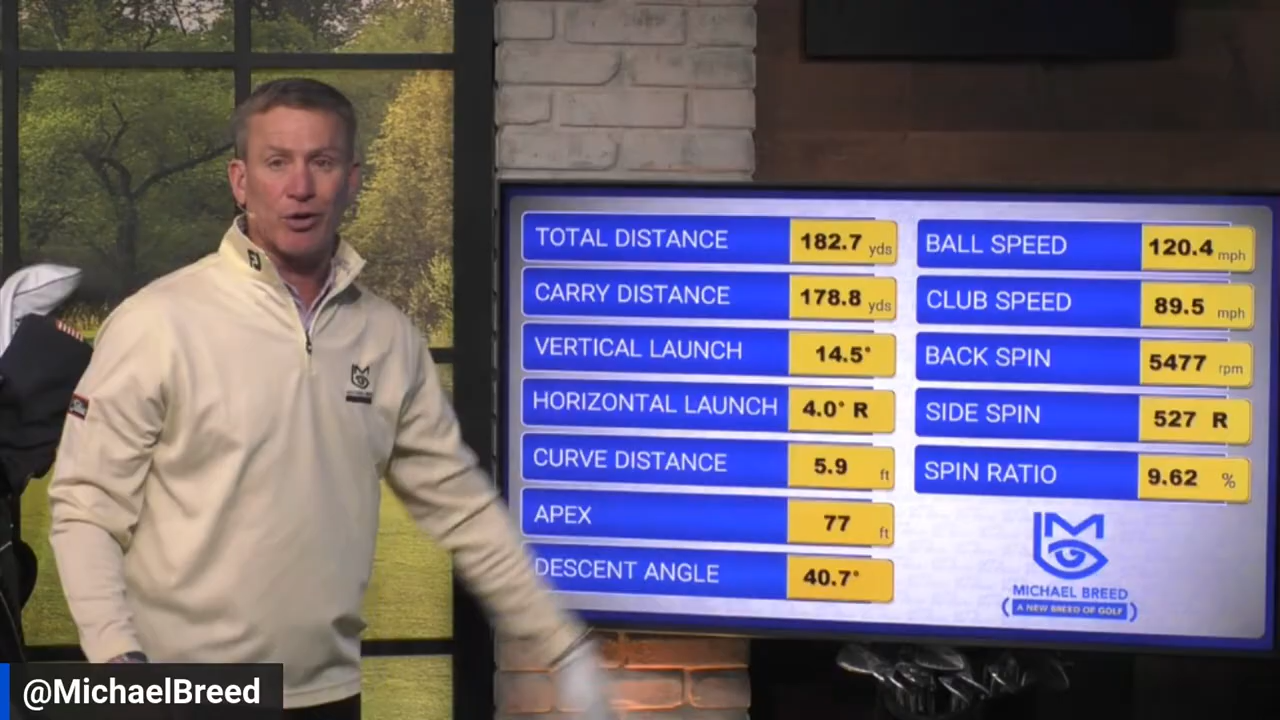 TOTAL DISTANCE 182.7 yds
CARRY DISTANCE 178.8 yds
VERTICAL LAUNCH 14.5°
HORIZONTAL LAUNCH 4.0° R
CURVE DISTANCE 5.9 ft
APEX 77 ft
DESCENT ANGLE 40.7°
BALL SPEED 120.4 mph
CLUB SPEED 89.5 mph
BACK SPIN 5477 rpm
SIDE SPIN 527 R
SPIN RATIO 9.62 %
MICHAEL BREED
(A NEW BREED OF GOLF)
@MichaelBreed